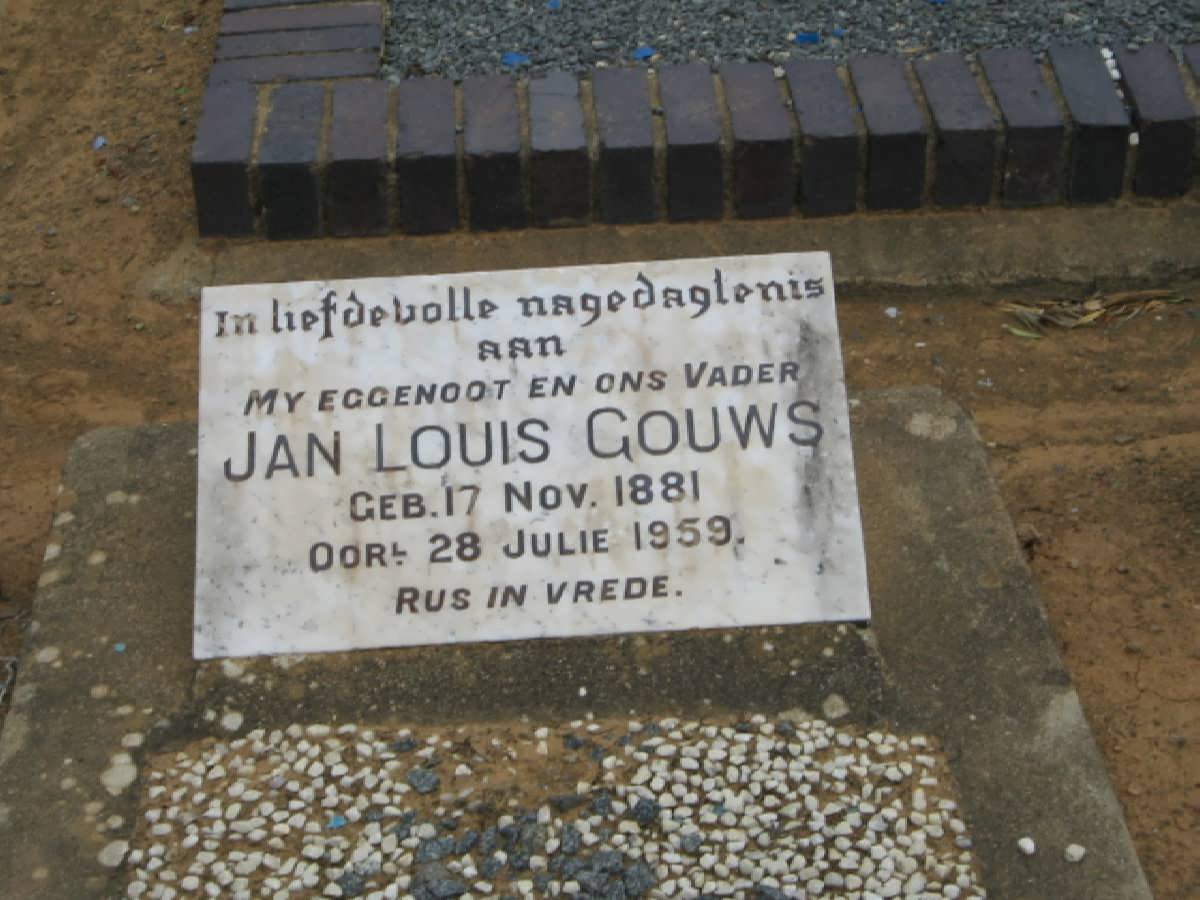 In liefdevolle nagedagtenis
aan
MY EGGENOOT EN ONS VADER
JAN LOUIS GOUWS
GEB. 17 NOV. 1881
OORL. 28 JULIE 1959.
RUS IN VREDE.